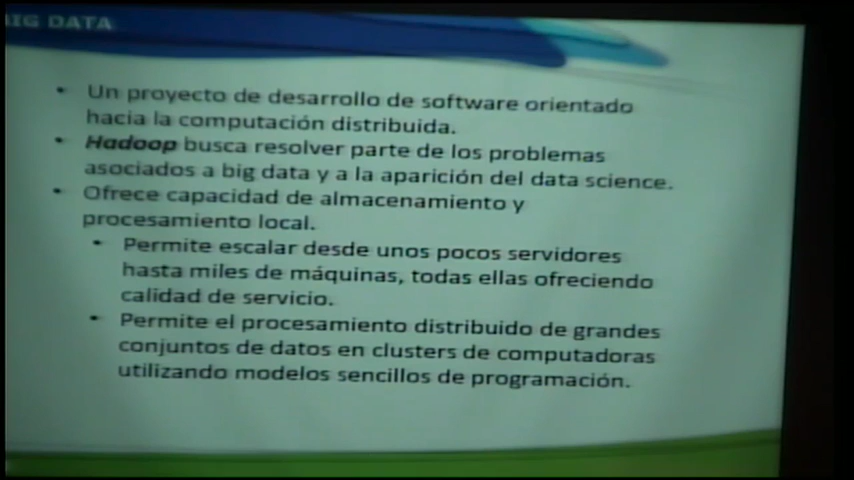 BIG DATA
• Un proyecto de desarrollo de software orientado
hacia la computación distribuida.
• Hadoop busca resolver parte de los problemas
asociados a big data y a la aparición del data science.
• Ofrece capacidad de almacenamiento y
procesamiento local.
• Permite escalar desde unos pocos servidores
hasta miles de máquinas, todas ellas ofreciendo
calidad de servicio.
• Permite el procesamiento distribuido de grandes
conjuntos de datos en clusters de computadoras
utilizando modelos sencillos de programación.